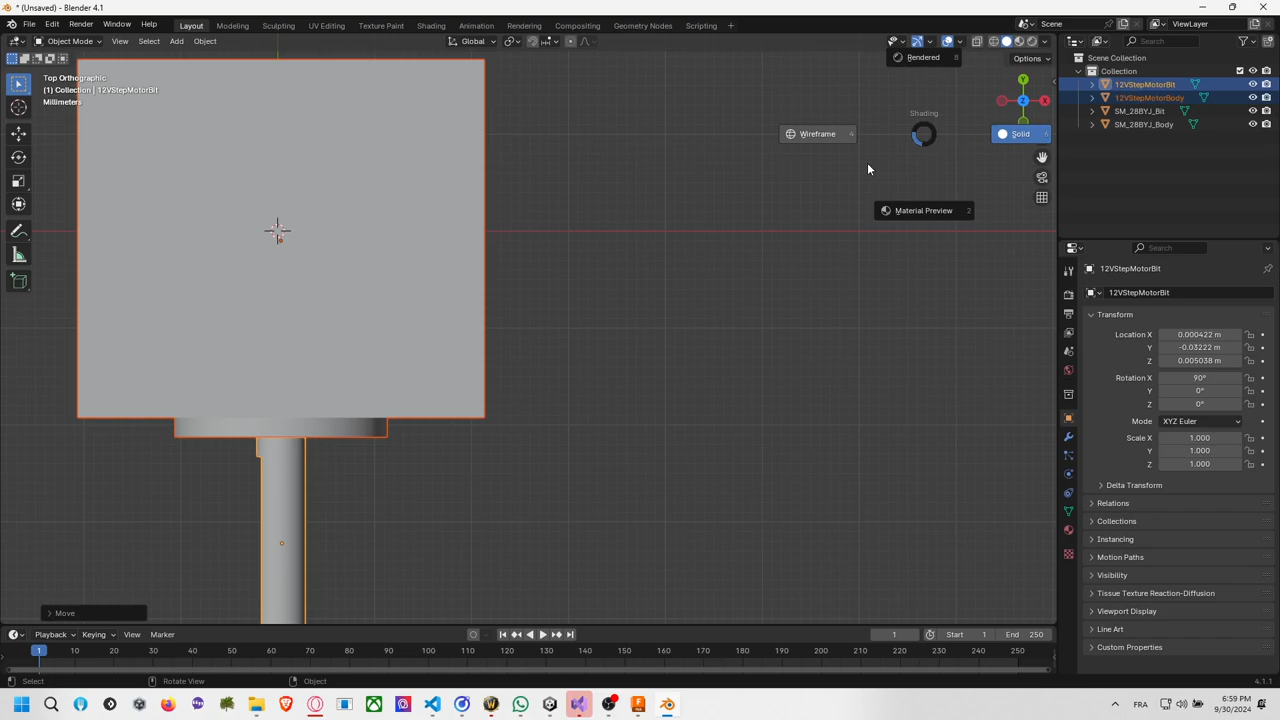 * (Unsaved) - Blender 4.1
File Edit Render Window Help Layout Modeling Sculpting UV Editing Texture Paint Shading Animation Rendering Compositing Geometry Nodes Scripting + Scene ViewLayer
Object Mode View Select Add Object Global Search
Rendered 8
Options
Top Orthographic
(1) Collection | 12VStepMotorBit
Millimeters
Scene Collection
Collection
12VStepMotorBit
12VStepMotorBody
SM_28BYJ_Bit
SM_28BYJ_Body
Y
Z
X
Shading
Wireframe 4
Solid 6
Material Preview 2
Search
12VStepMotorBit
12VStepMotorBit
Transform
Location X 0.000422 m
Y -0.03222 m
Z 0.005038 m
Rotation X 90°
Y 0°
Z 0°
Mode XYZ Euler
Scale X 1.000
Y 1.000
Z 1.000
Delta Transform
Relations
Collections
Instancing
Motion Paths
Visibility
Tissue Texture Reaction-Diffusion
Viewport Display
Line Art
Custom Properties
Move
Playback Keying View Marker 1 Start 1 End 250
1 10 20 30 40 50 60 70 80 90 100 110 120 130 140 150 160 170 180 190 200 210 220 230 240 250
Select Rotate View Object 4.1.1
FRA 6:59 PM
9/30/2024